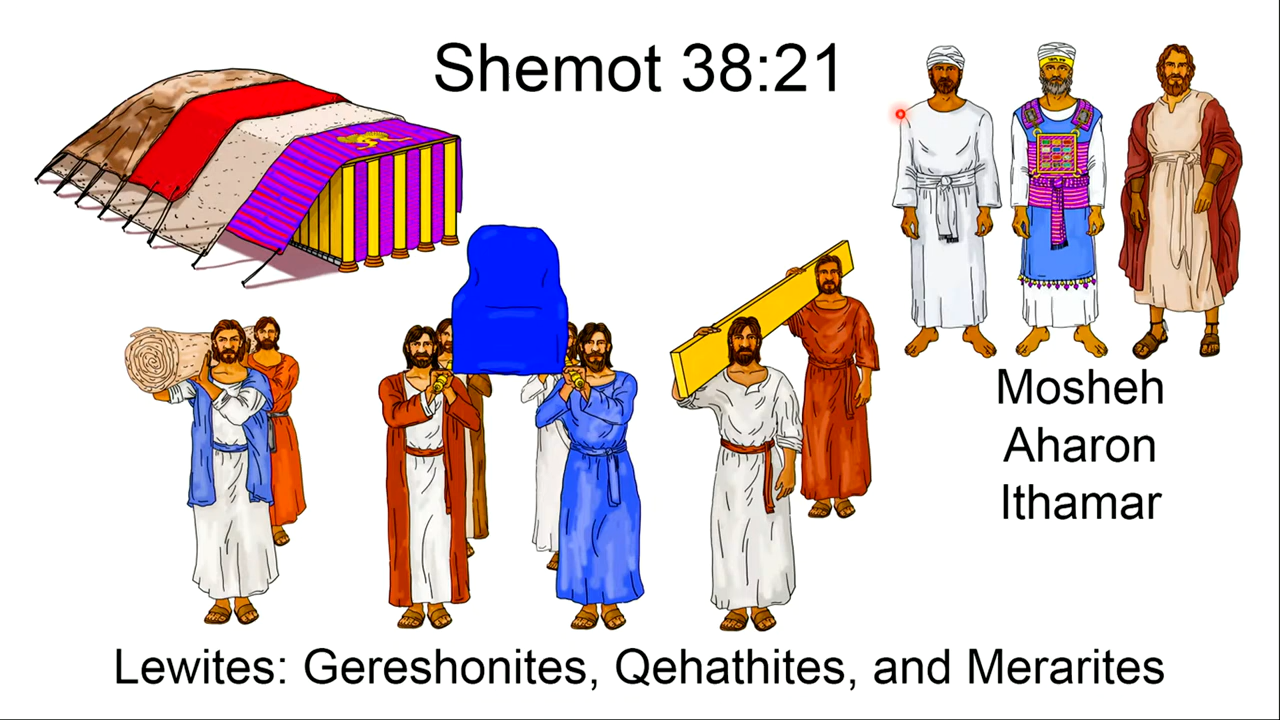 Shemot 38:21
Mosheh
Aharon
Ithamar
Lewites: Gereshonites, Qehathites, and Merarites